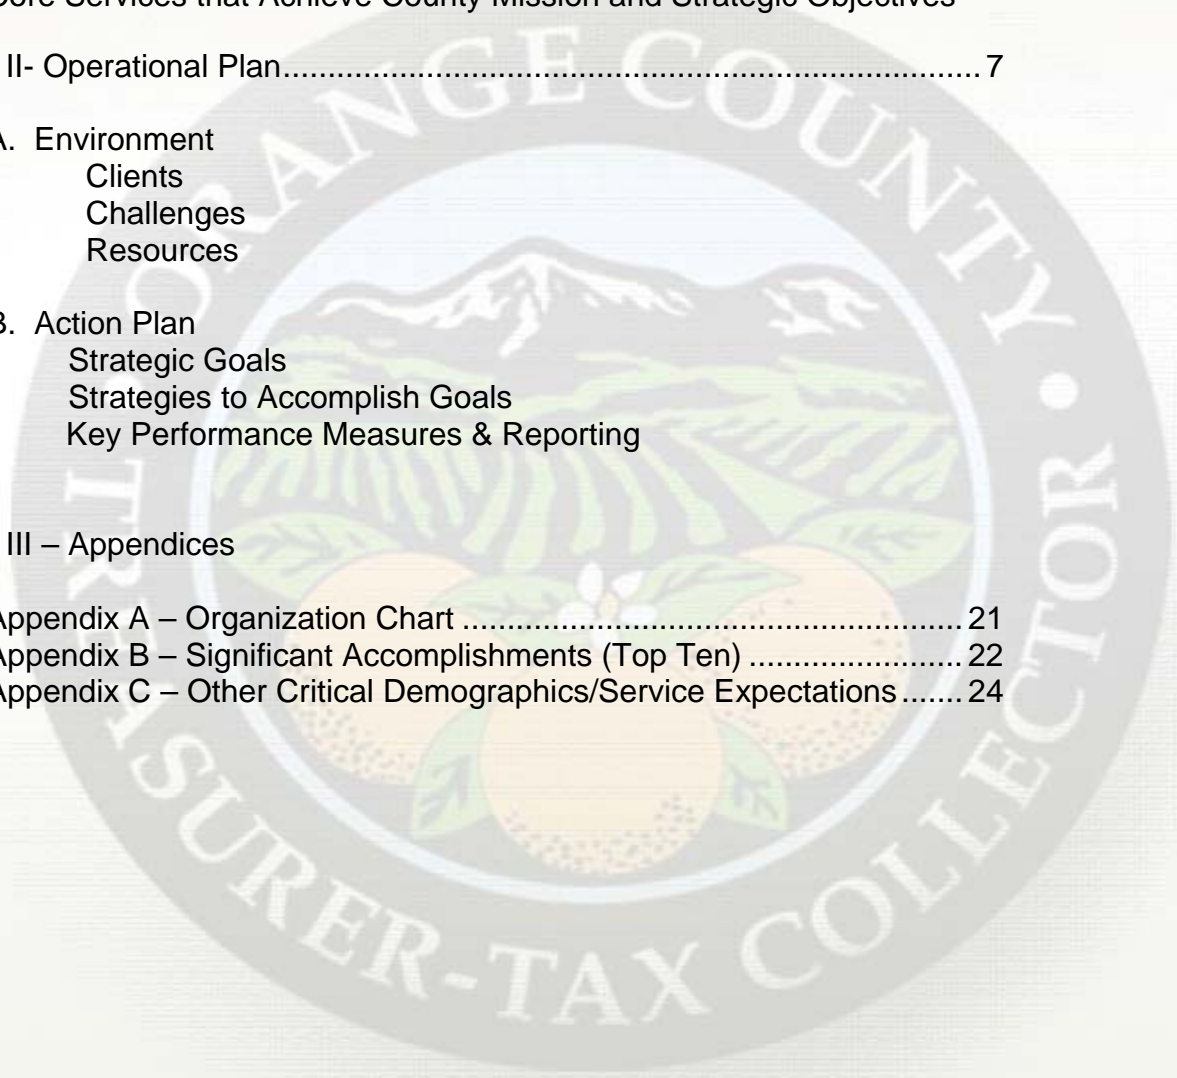 Core Services that Achieve County Mission and Strategic Objectives
II- Operational Plan............................................................................7
A. Environment
Clients
Challenges
Resources
B. Action Plan
Strategic Goals
Strategies to Accomplish Goals
Key Performance Measures & Reporting
III – Appendices
Appendix A – Organization Chart .......................................................21
Appendix B – Significant Accomplishments (Top Ten) ........................22
Appendix C – Other Critical Demographics/Service Expectations.......24
ORANGE COUNTY • TREASURER-TAX COLLECTOR •